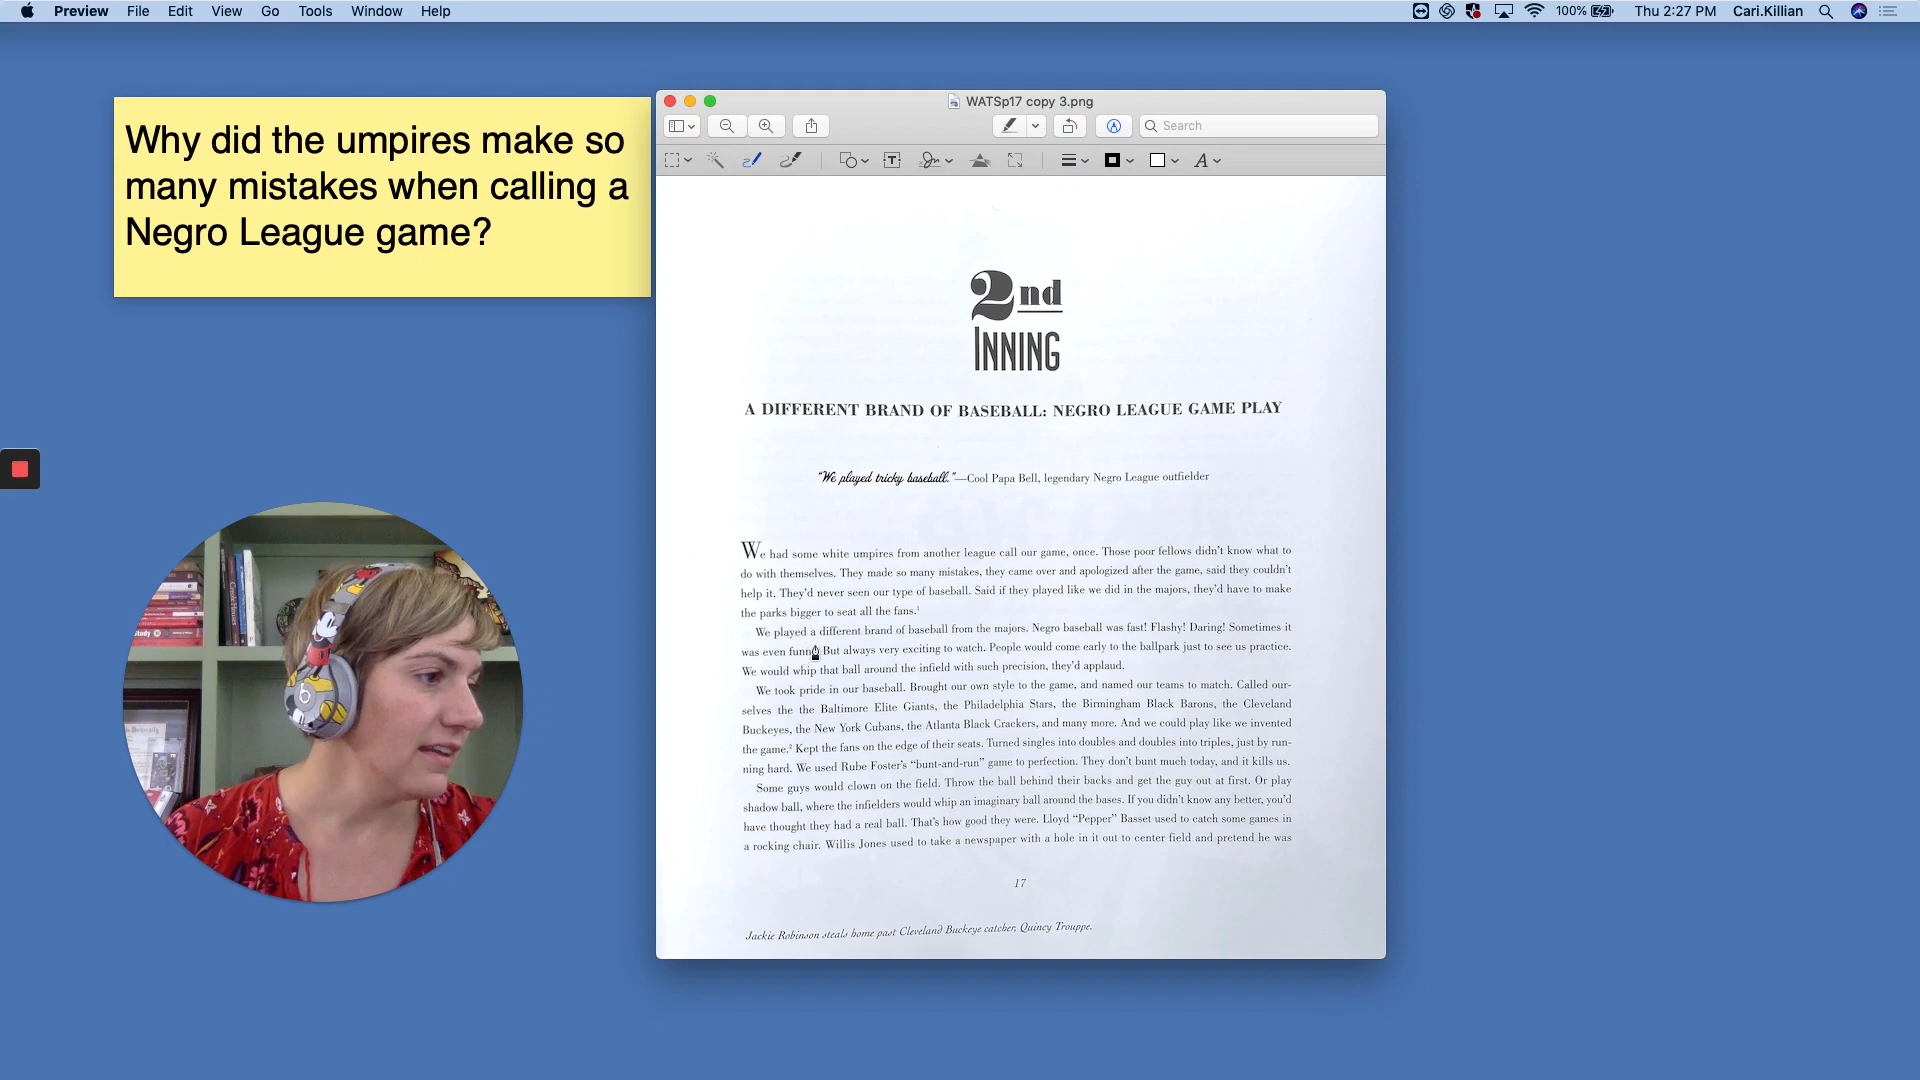 Preview File Edit View Go Tools Window Help
100% Thu 2:27 PM Cari.Killian
Why did the umpires make so
many mistakes when calling a
Negro League game?
WATSp17 copy 3.png
Search
2nd
INNING
A DIFFERENT BRAND OF BASEBALL: NEGRO LEAGUE GAME PLAY
“We played tricky baseball.”—Cool Papa Bell, legendary Negro League outfielder
We had some white umpires from another league call our game, once. Those poor fellows didn’t know what to
do with themselves. They made so many mistakes, they came over and apologized after the game, said they couldn’t
help it. They’d never seen our type of baseball. Said if they played like we did in the majors, they’d have to make
the parks bigger to seat all the fans.¹
We played a different brand of baseball from the majors. Negro baseball was fast! Flashy! Daring! Sometimes it
was even But always very exciting to watch. People would come early to the ballpark just to see us practice.
We would whip that ball around the infield with such precision, they’d applaud.
We took pride in our baseball. Brought our own style to the game, and named our teams to match. Called our-
selves the the Baltimore Elite Giants, the Philadelphia Stars, the Birmingham Black Barons, the Cleveland
Buckeyes, the New York Cubans, the Atlanta Black Crackers, and many more. And we could play like we invented
the game.² Kept the fans on the edge of their seats. Turned singles into doubles and doubles into triples, just by run-
ning hard. We used Rube Foster’s “bunt-and-run” game to perfection. They don’t bunt much today, and it kills us.
Some guys would clown on the field. Throw the ball behind their backs and get the guy out at first. Or play
shadow ball, where the infielders would whip an imaginary ball around the bases. If you didn’t know any better, you’d
have thought they had a real ball. That’s how good they were. Lloyd “Pepper” Basset used to catch some games in
a rocking chair. Willis Jones used to take a newspaper with a hole in it out to center field and pretend he was
17
Jackie Robinson steals home past Cleveland Buckeye catcher, Quincy Trouppe.